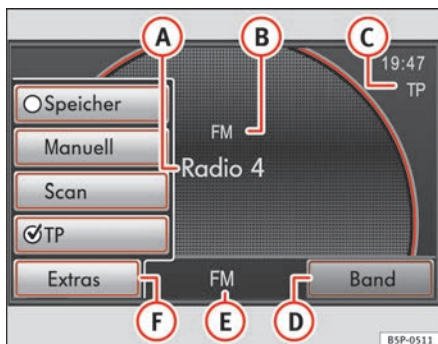 A
B
C
19:47
TP
Speicher
FM
Manuell
Radio 4
Scan
TP
Extras
FM
Band
F
E
D
B5P-0511